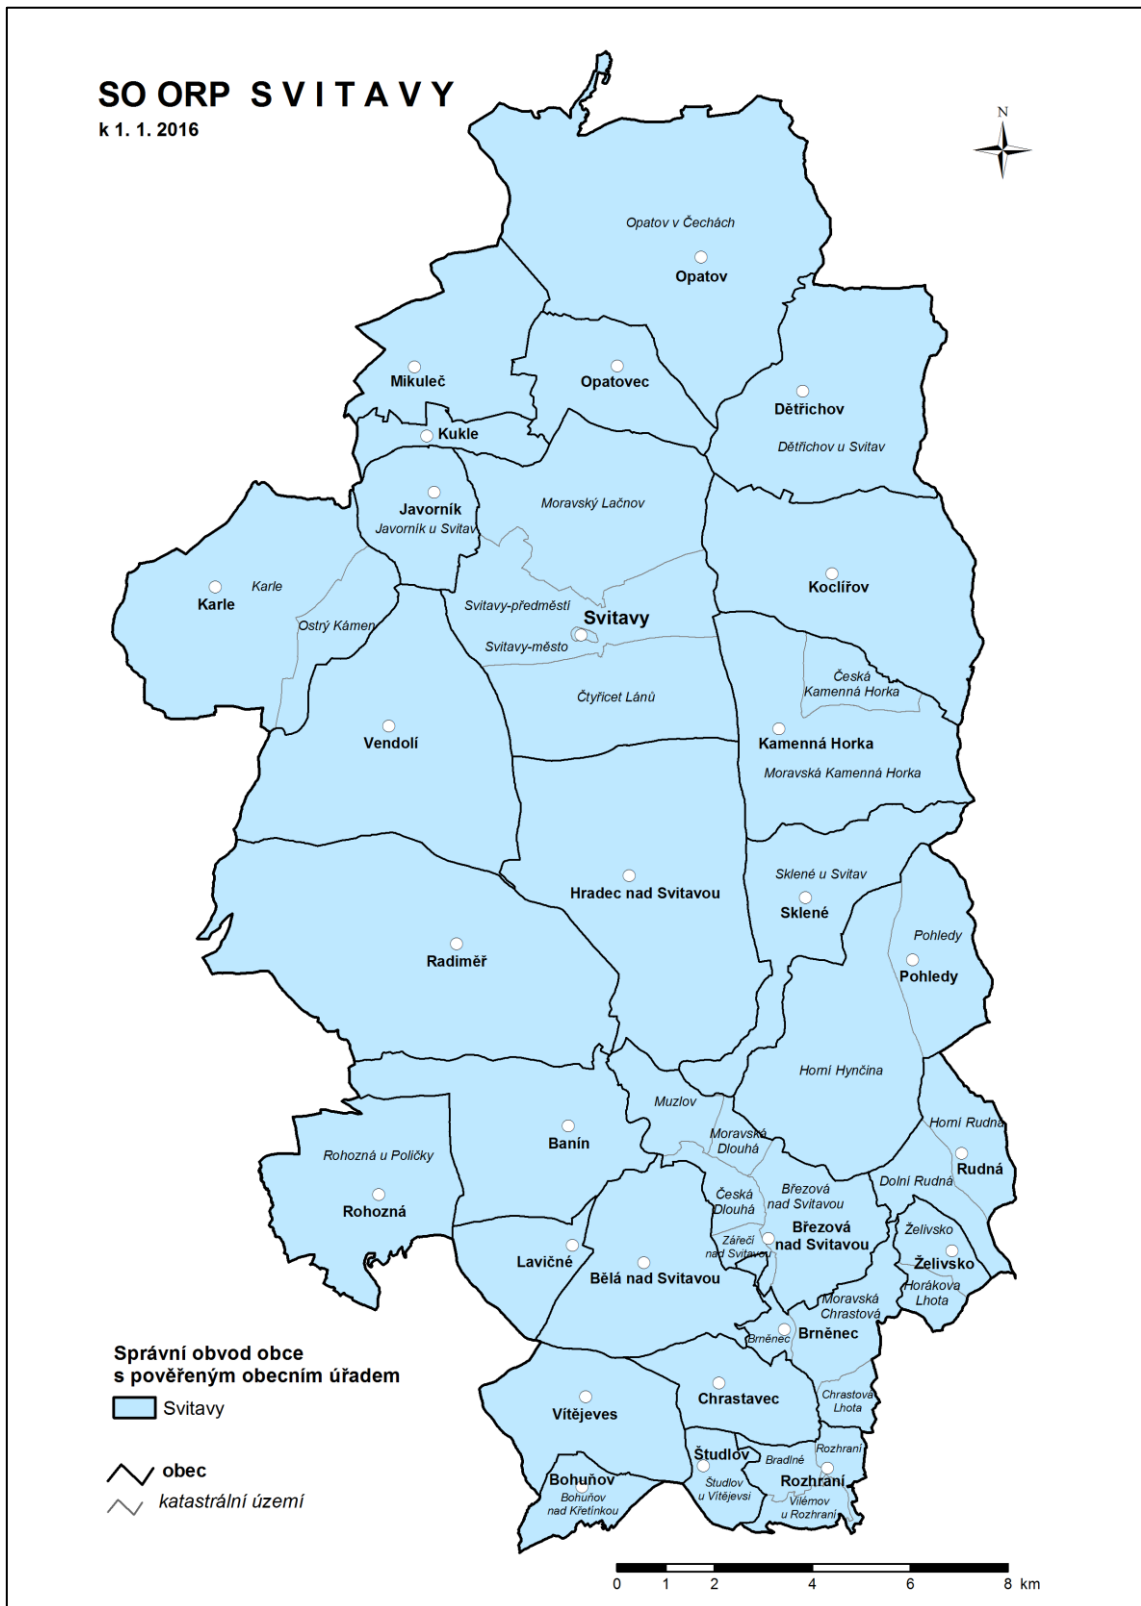 SO ORP SVITAVY
k 1. 1. 2016
N
Opatov v Čechách
Opatov
Mikuleč
Opatovec
Dětřichov
Dětřichov u Svitav
Kukle
Javorník
Javorník u Svitav
Moravský Lačnov
Karle
Karle
Ostrý Kámen
Koclířov
Svitavy-předměstí
Svitavy
Svitavy-město
Čtyřicet Lánů
Česká
Kamenná Horka
Vendolí
Kamenná Horka
Moravská Kamenná Horka
Hradec nad Svitavou
Sklené u Svitav
Sklené
Radiměř
Pohledy
Pohledy
Horní Hynčina
Muzlov
Moravská
Dlouhá
Banín
Horní Rudná
Rudná
Dolní Rudná
Rohozná u Poličky
Rohozná
Česká
Dlouhá
Březová
nad Svitavou
Březová
nad Svitavou
Zářečí
nad Svitavou
Lavičné
Bělá nad Svitavou
Želivsko
Želivsko
Horákova
Lhota
Moravská
Chrastová
Brněnec
Brněnec
Chrastavec
Chrastová
Lhota
Vítějeves
Študlov
Študlov
u Vítějevsi
Bradlné
Rozhraní
Rozhraní
Vilémov
u Rozhraní
Bohuňov
Bohuňov
nad Křetínkou
Správní obvod obce
s pověřeným obecním úřadem
Svitavy
obec
katastrální území
0 1 2 4 6 8 km